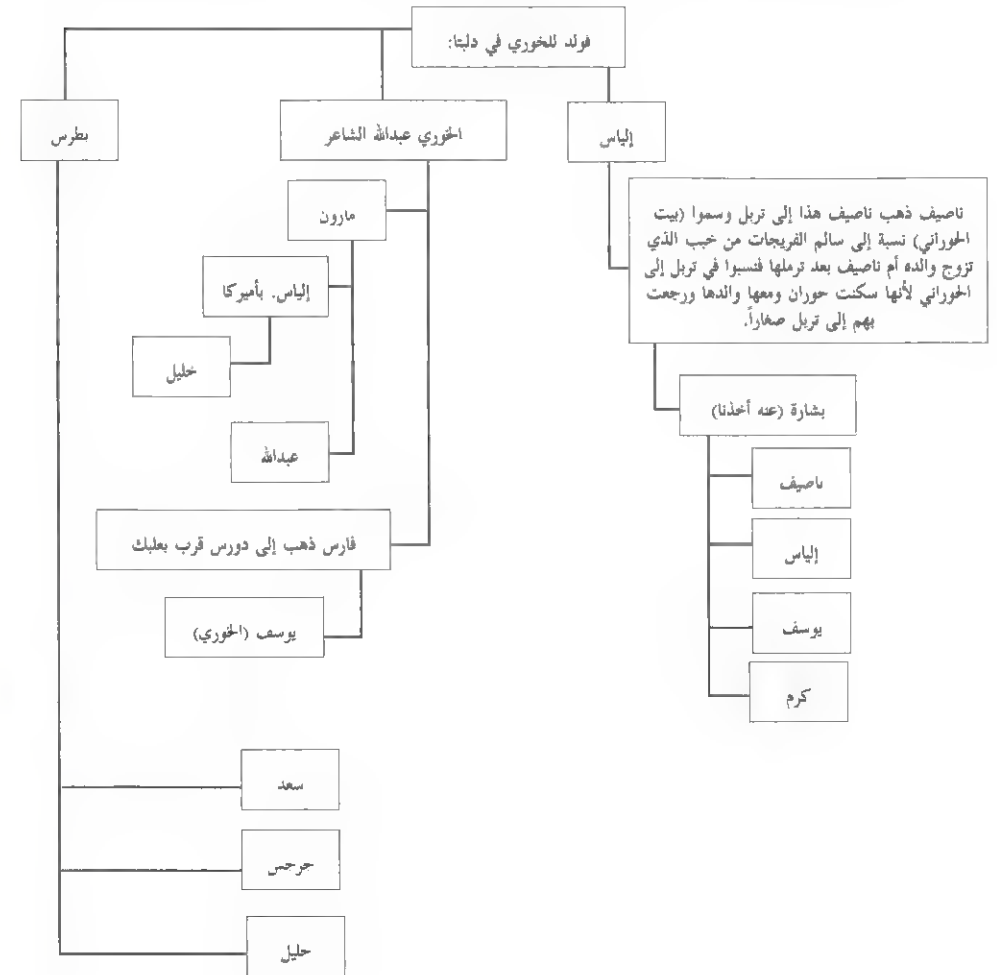 فولد للخوري في دلبتا:
إلياس
الخوري عبدالله الشاعر
بطرس
ناصيف ذهب ناصيف هذا إلى تربل وسموا (بيت
الحوراني) نسبة إلى سالم الفريجات من خبب الذي
تزوج والده أم ناصيف بعد ترملها فنسبوا في تربل إلى
الحوراني لأنها سكنت حوران ومعها والدها ورجعت
بهم إلى تربل صغاراً.
بشارة (عنه أخذنا)
ناصيف
إلياس
يوسف
كرم
مارون
إلياس. بأميركا
خليل
عبدالله
فارس ذهب إلى دورس قرب بعلبك
يوسف (الخوري)
سعد
جرجس
خليل